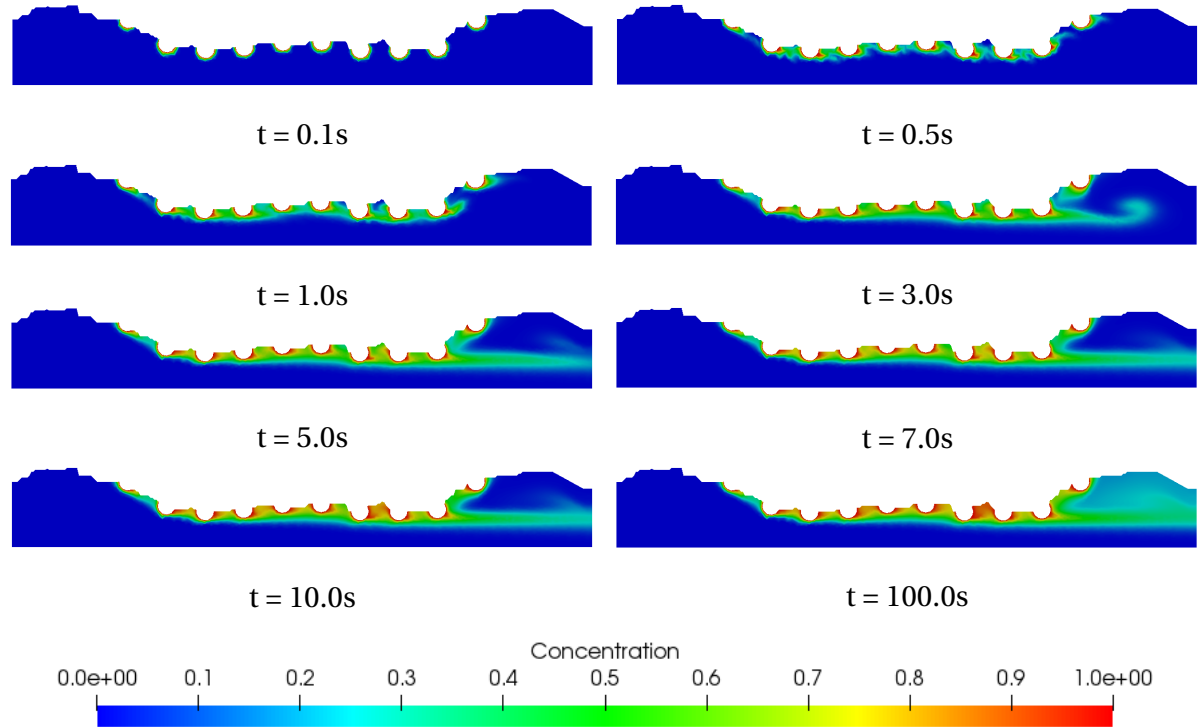 t = 0.1s
t = 0.5s
t = 1.0s
t = 3.0s
t = 5.0s
t = 7.0s
t = 10.0s
t = 100.0s
Concentration
0.0e+00 0.1 0.2 0.3 0.4 0.5 0.6 0.7 0.8 0.9 1.0e+00